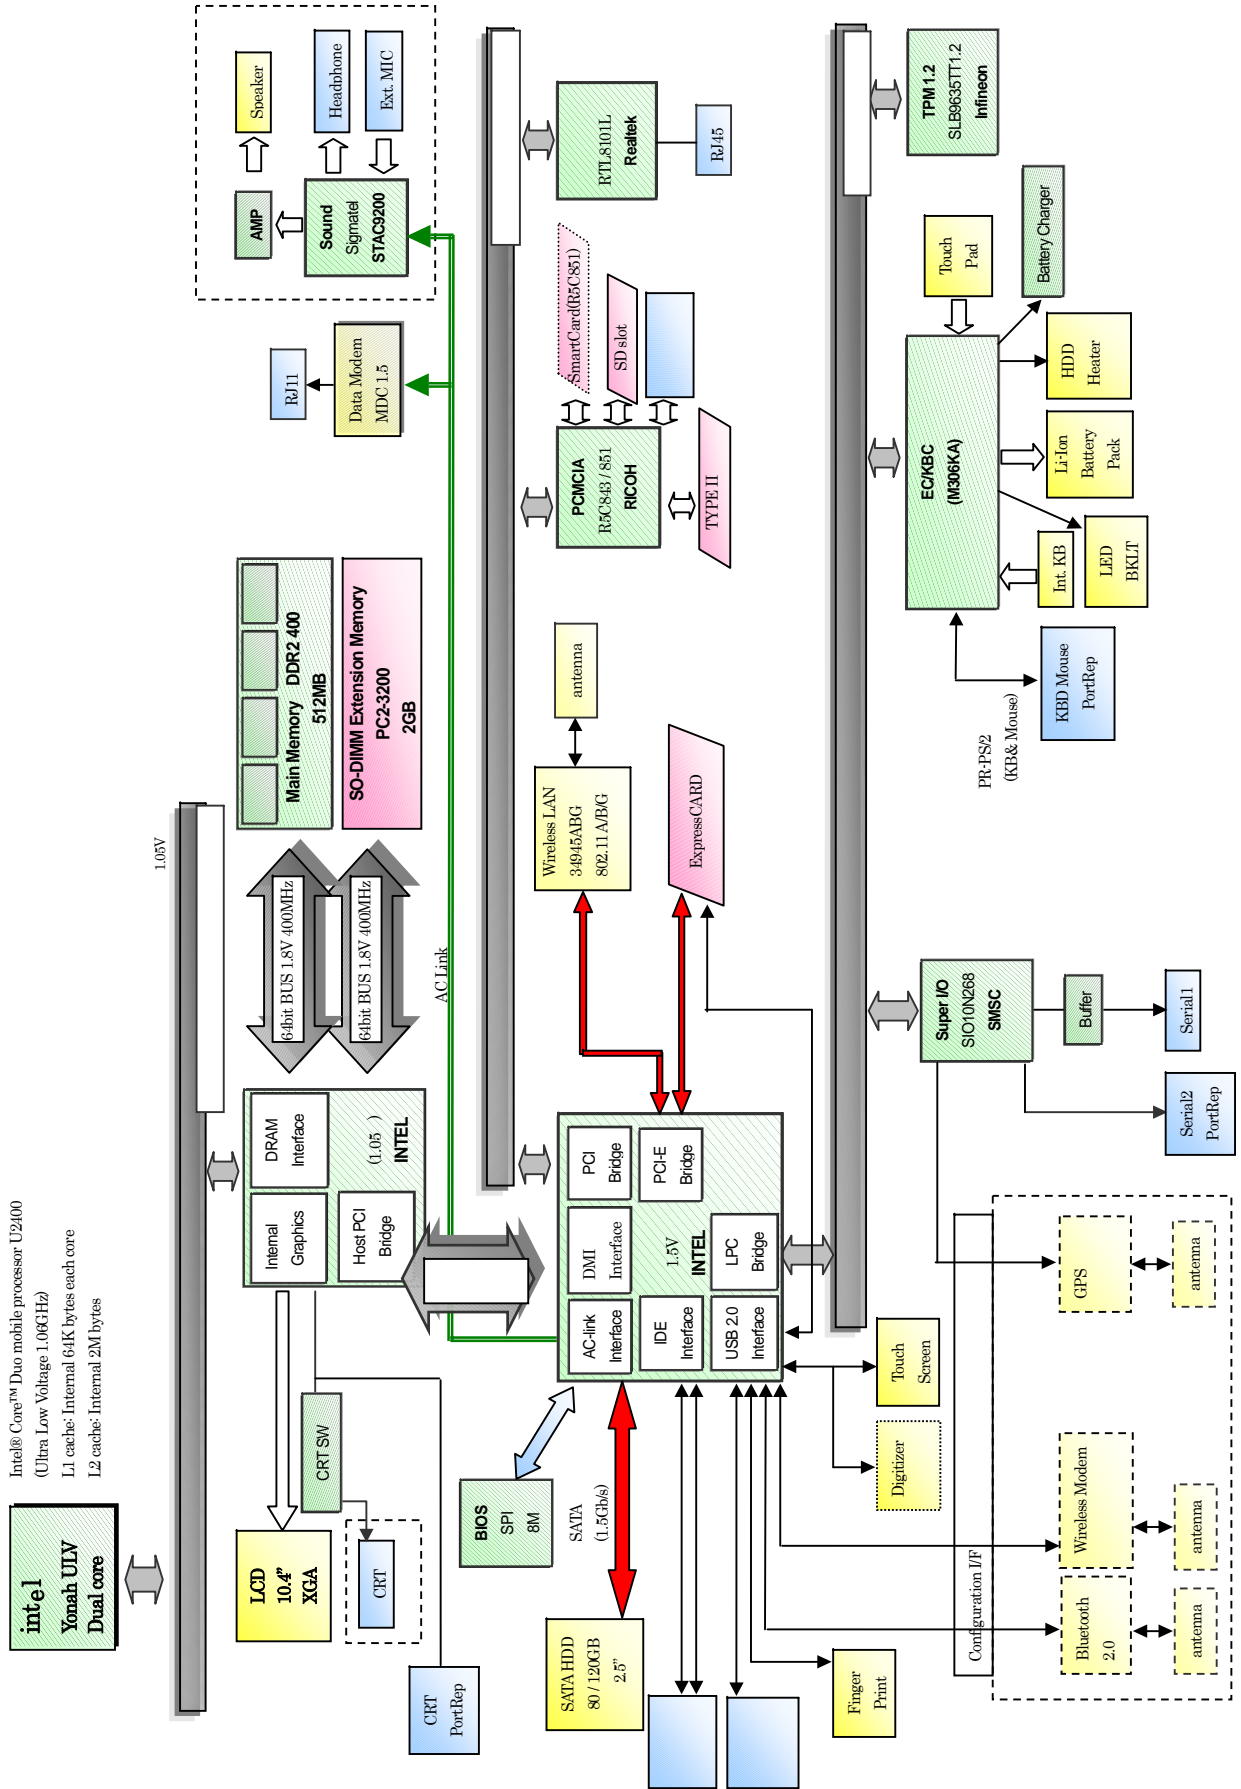 Intel® Core™ Duo mobile processor U2400
(Ultra Low Voltage 1.06GHz)
L1 cache: Internal 64K bytes each core
L2 cache: Internal 2M bytes
intel
Yonah ULV
Dual core
1.05V
LCD
10.4"
XGA
CRT SW
CRT
CRT
PortRep
Internal
Graphics
DRAM
Interface
Host PCI
Bridge
(1.05 )
INTEL
64bit BUS 1.8V 400MHz
64bit BUS 1.8V 400MHz
Main Memory DDR2 400
512MB
SO-DIMM Extension Memory
PC2-3200
2GB
AC Link
RJ11
Data Modem
MDC 1.5
Speaker
Headphone
Ext. MIC
AMP
Sound
Sigmatel
STAC9200
BIOS
SPI
8M
SATA
(1.5Gb/s)
SATA HDD
80 / 120GB
2.5"
AC-link
Interface
DMI
Interface
PCI
Bridge
IDE
Interface
1.5V
INTEL
PCI-E
Bridge
USB 2.0
Interface
LPC
Bridge
Wireless LAN
34945ABG
802.11 A/B/G
antenna
ExpressCARD
PCMCIA
R5C843 / 851
RICOH
SmartCard(R5C851)
SD slot
TYPE II
RTL8101L
Realtek
RJ45
Finger
Print
Digitizer
Touch
Screen
Configuration I/F
Bluetooth
2.0
antenna
Wireless Modem
antenna
GPS
antenna
Super I/O
SIO10N268
SMSC
Buffer
Serial1
Serial2
PortRep
PR-PS/2
(KB& Mouse)
KBD Mouse
PortRep
EC/KBC
(M306KA)
Int. KB
LED
BKLT
Li-Ion
Battery
Pack
HDD
Heater
Battery Charger
Touch
Pad
TPM 1.2
SLB9635TT1.2
Infineon